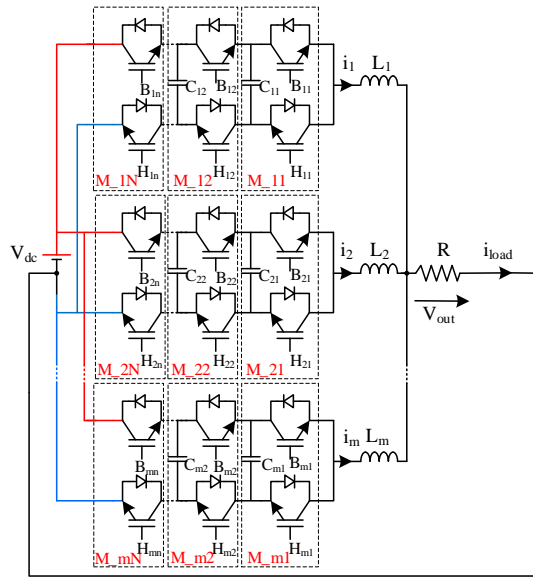 B1n C12 B12 C11 B11 i1 L1
H1n H12 H11
M_1N M_12 M_11
Vdc
B2n C22 B22 C21 B21 i2 L2 R iload
Vout
H2n H22 H21
M_2N M_22 M_21
Bmn Cm2 Bm2 Cm1 Bm1 im Lm
Hmn Hm2 Hm1
M_mN M_m2 M_m1